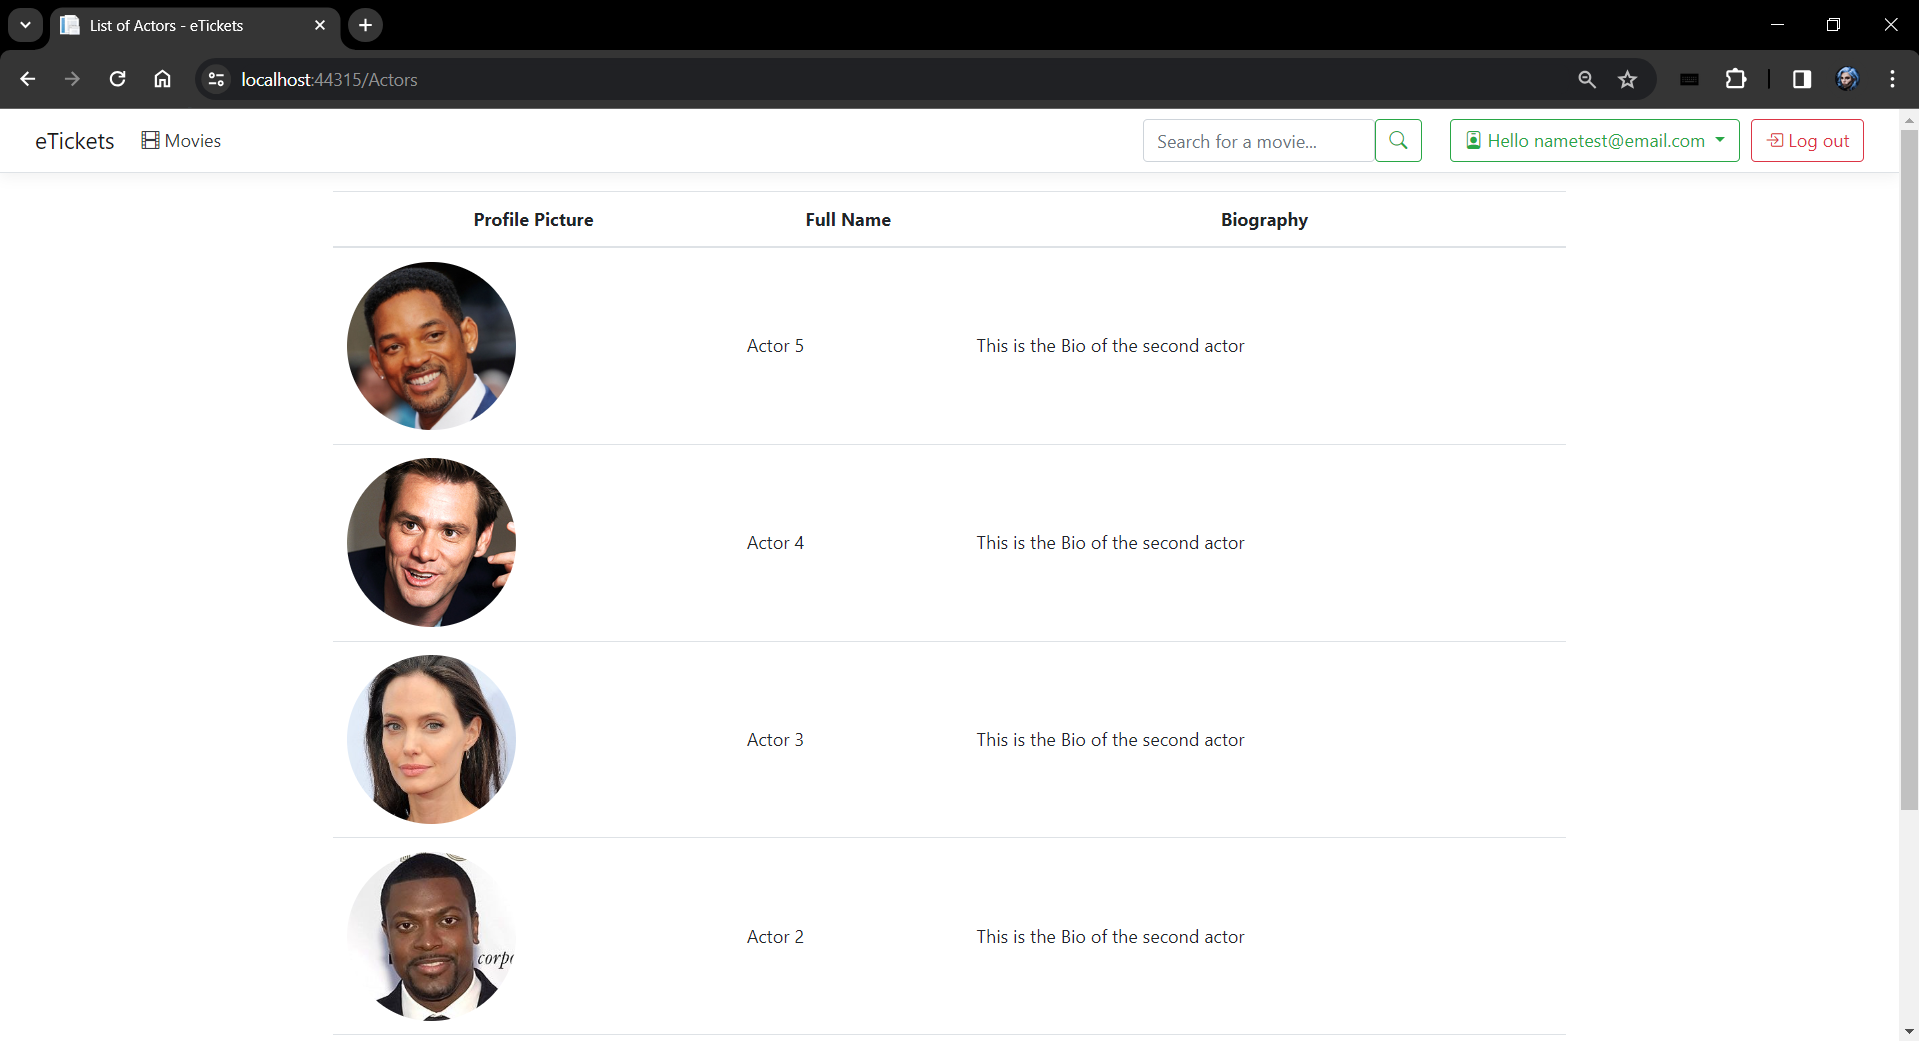 List of Actors - eTickets
localhost:44315/Actors
eTickets Movies Search for a movie... Hello nametest@email.com Log out
Profile Picture Full Name Biography
Actor 5 This is the Bio of the second actor
Actor 4 This is the Bio of the second actor
Actor 3 This is the Bio of the second actor
corpo
Actor 2 This is the Bio of the second actor